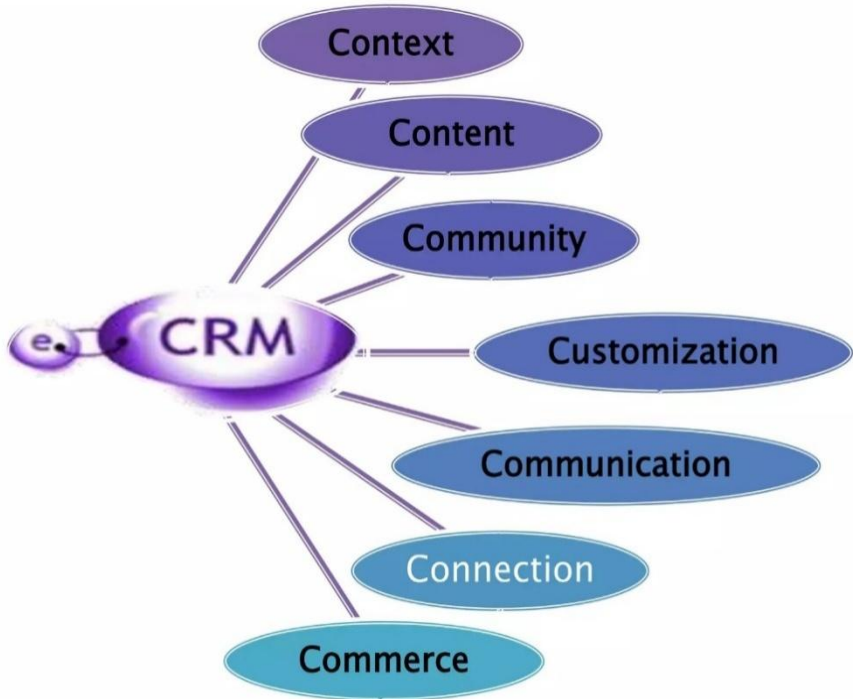 Context
Content
Community
e
CRM
Customization
Communication
Connection
Commerce